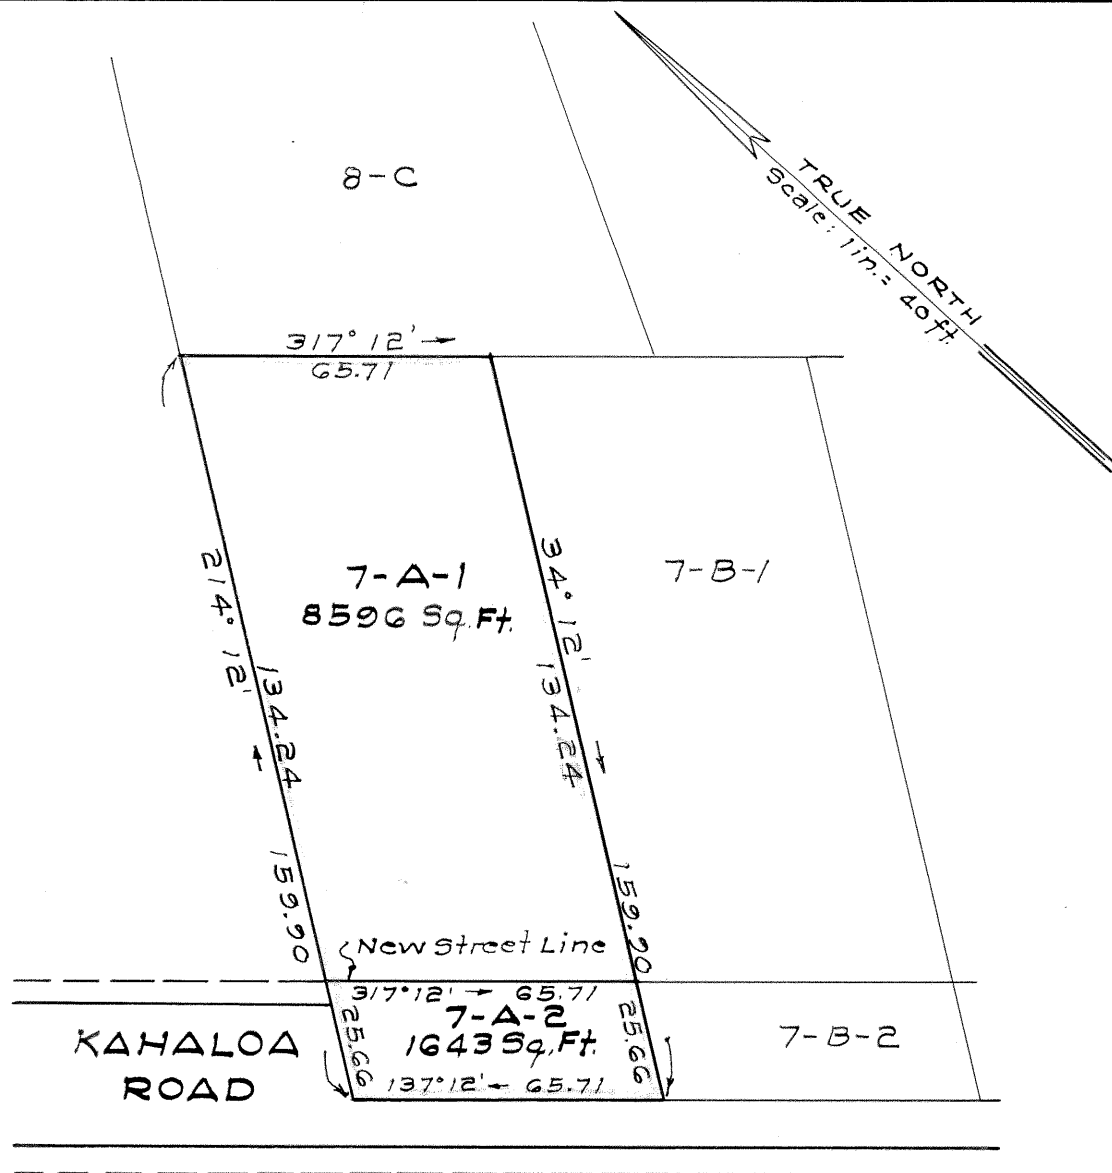 8-C
TRUE NORTH
Scale: 1in.= 40ft.
317° 12'
65.71
7-A-1
8596 Sq.Ft.
7-B-1
214° 12'
134.24
159.90
34° 12'
134.24
159.90
New Street Line
317°12' 65.71
7-A-2
1643 Sq.Ft.
137°12' 65.71
25.66
25.66
7-B-2
KAHALOA
ROAD